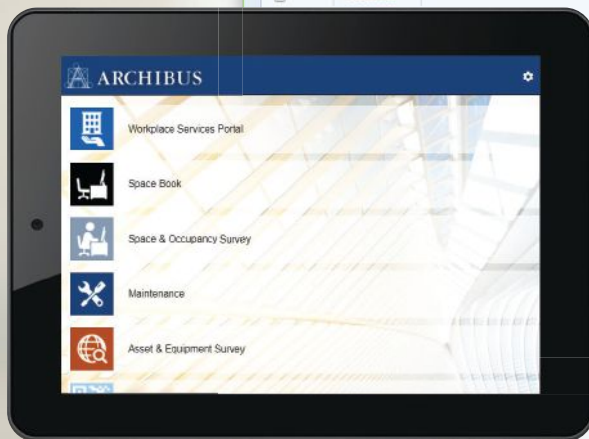 ARCHIBUS
Workplace Services Portal
Space Book
Space & Occupancy Survey
Maintenance
Asset & Equipment Survey